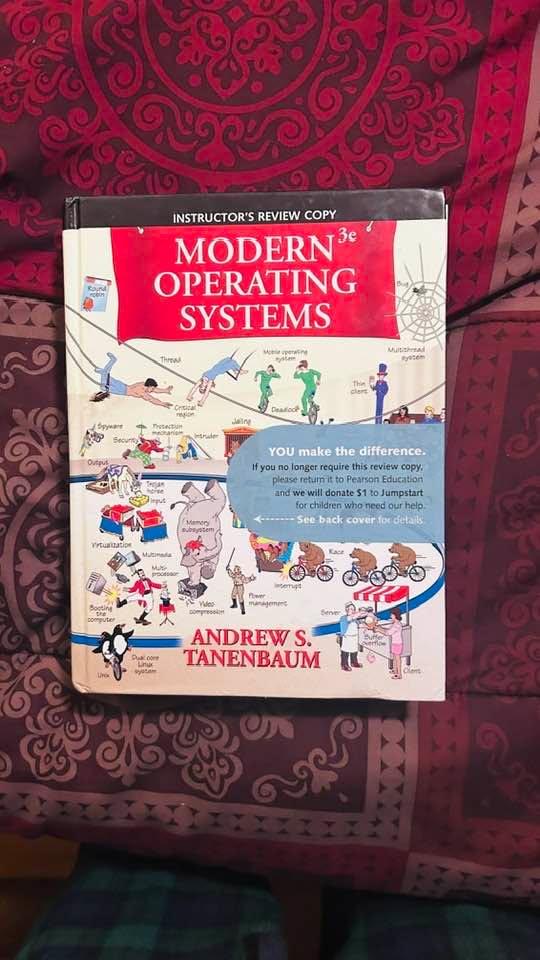 INSTRUCTOR'S REVIEW COPY
MODERN 3e
OPERATING
SYSTEMS
Round
robin
Bug
Thread
Mobile operating
system
Multithread
system
Critical
region
Deadlock
Thin
client
Spyware
Security
Protection
mechanism
Intruder
Jailing
Output
Trojan
horse
Input
YOU make the difference.
If you no longer require this review copy,
please return it to Pearson Education
and we will donate $1 to Jumpstart
for children who need our help.
See back cover for details.
Virtualization
Memory
subsystem
Multimedia
Multi-
processor
Interrupt
Race
Booting
the
computer
Video
compression
Power
management
Server
Buffer
overflow
Client
ANDREW S.
TANENBAUM
Unix
Dual core
Linux
system